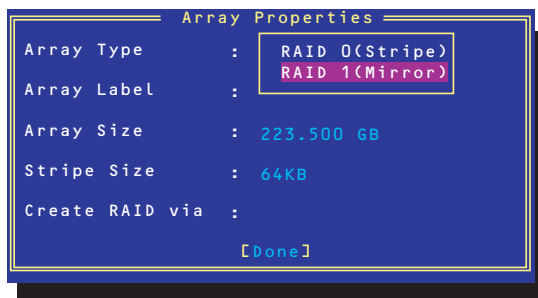 Array Properties
Array Type : RAID 0(Stripe)
RAID 1(Mirror)
Array Label :
Array Size : 223.500 GB
Stripe Size : 64KB
Create RAID via :
[Done]